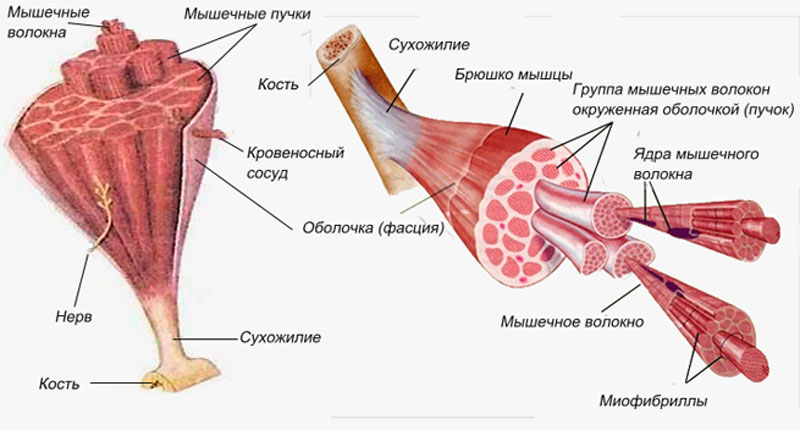 Мышечные
волокна
Мышечные пучки
Кровеносный
сосуд
Оболочка (фасция)
Нерв
Сухожилие
Кость
Сухожилие
Кость
Брюшко мышцы
Группа мышечных волокон
окруженная оболочкой (пучок)
Ядра мышечного
волокна
Мышечное волокно
Миофибриллы